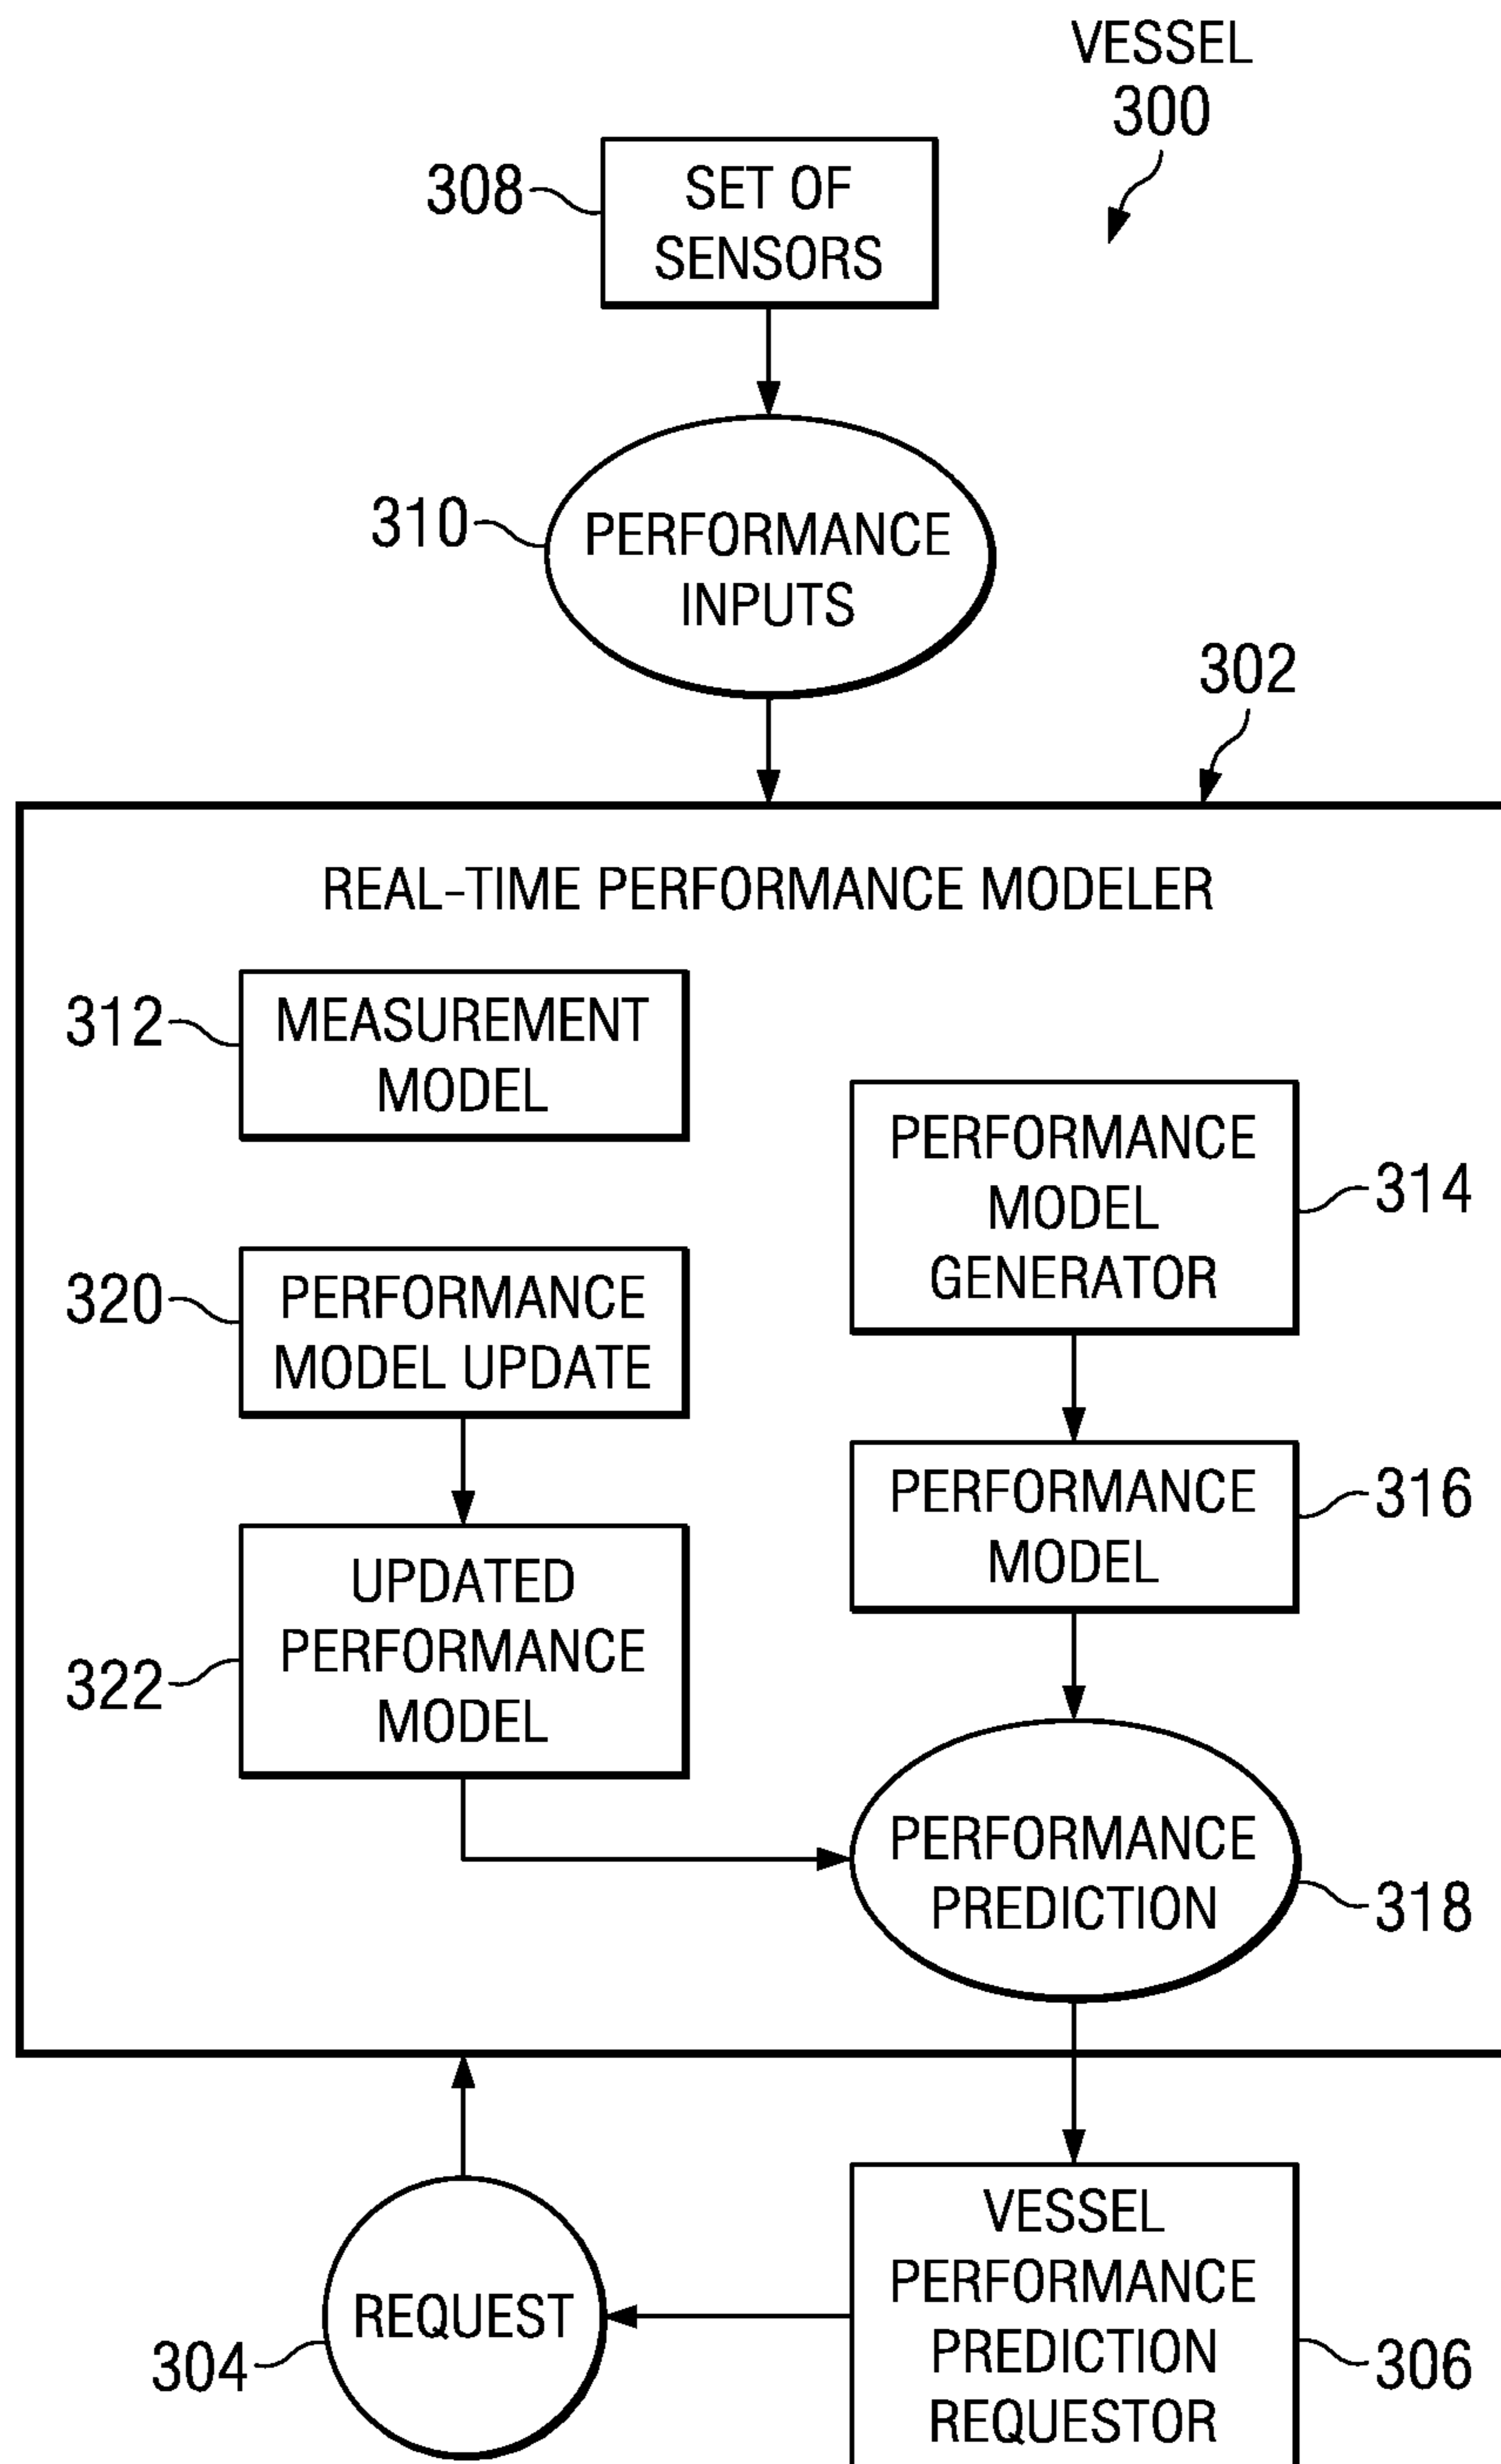 VESSEL
300
308
SET OF
SENSORS
310
PERFORMANCE
INPUTS
302
REAL-TIME PERFORMANCE MODELER
312
MEASUREMENT
MODEL
PERFORMANCE
MODEL
GENERATOR
314
320
PERFORMANCE
MODEL UPDATE
PERFORMANCE
MODEL
316
UPDATED
PERFORMANCE
MODEL
322
PERFORMANCE
PREDICTION
318
REQUEST
304
VESSEL
PERFORMANCE
PREDICTION
REQUESTOR
306